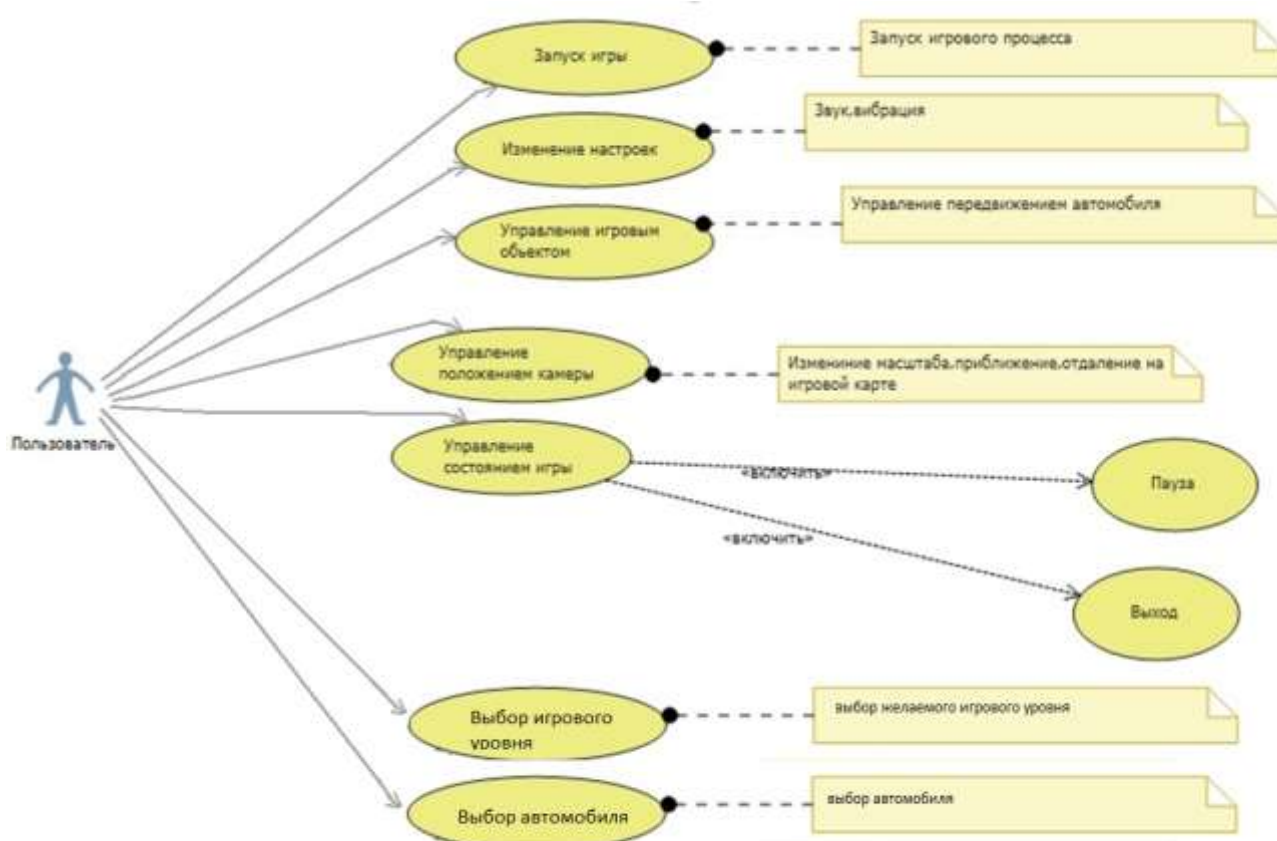 Запуск игры
Запуск игрового процесса
Изменение настроек
Звук,вибрация
Управление игровым
обьектом
Управление передвижением автомобиля
Управление
положением камеры
Измениние масштаба,приближение,отдаление на
игровой карте
Пользователь
Управление
состоянием игры
«включить»
Пауза
«включить»
Выход
Выбор игрового
уровня
выбор желаемого игрового уровня
Выбор автомобиля
выбор автомобиля